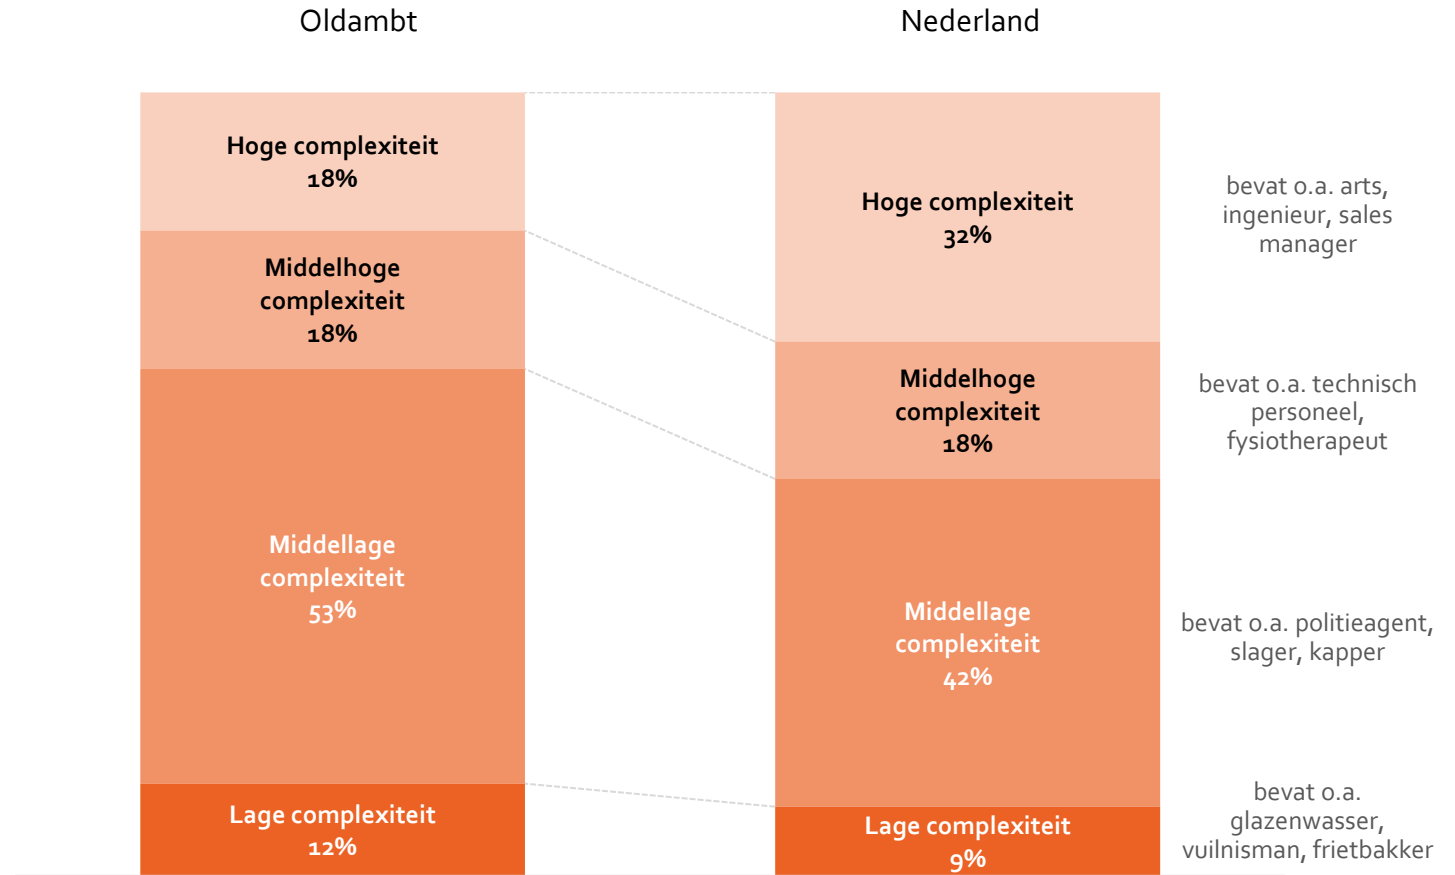 Oldambt
Nederland
Hoge complexiteit
18%
Middelhoge
complexiteit
18%
Middellage
complexiteit
53%
Lage complexiteit
12%
Hoge complexiteit
32%
Middelhoge
complexiteit
18%
Middellage
complexiteit
42%
Lage complexiteit
9%
bevat o.a. arts,
ingenieur, sales
manager
bevat o.a. technisch
personeel,
fysiotherapeut
bevat o.a. politieagent,
slager, kapper
bevat o.a.
glazenwasser,
vuilnisman, frietbakker